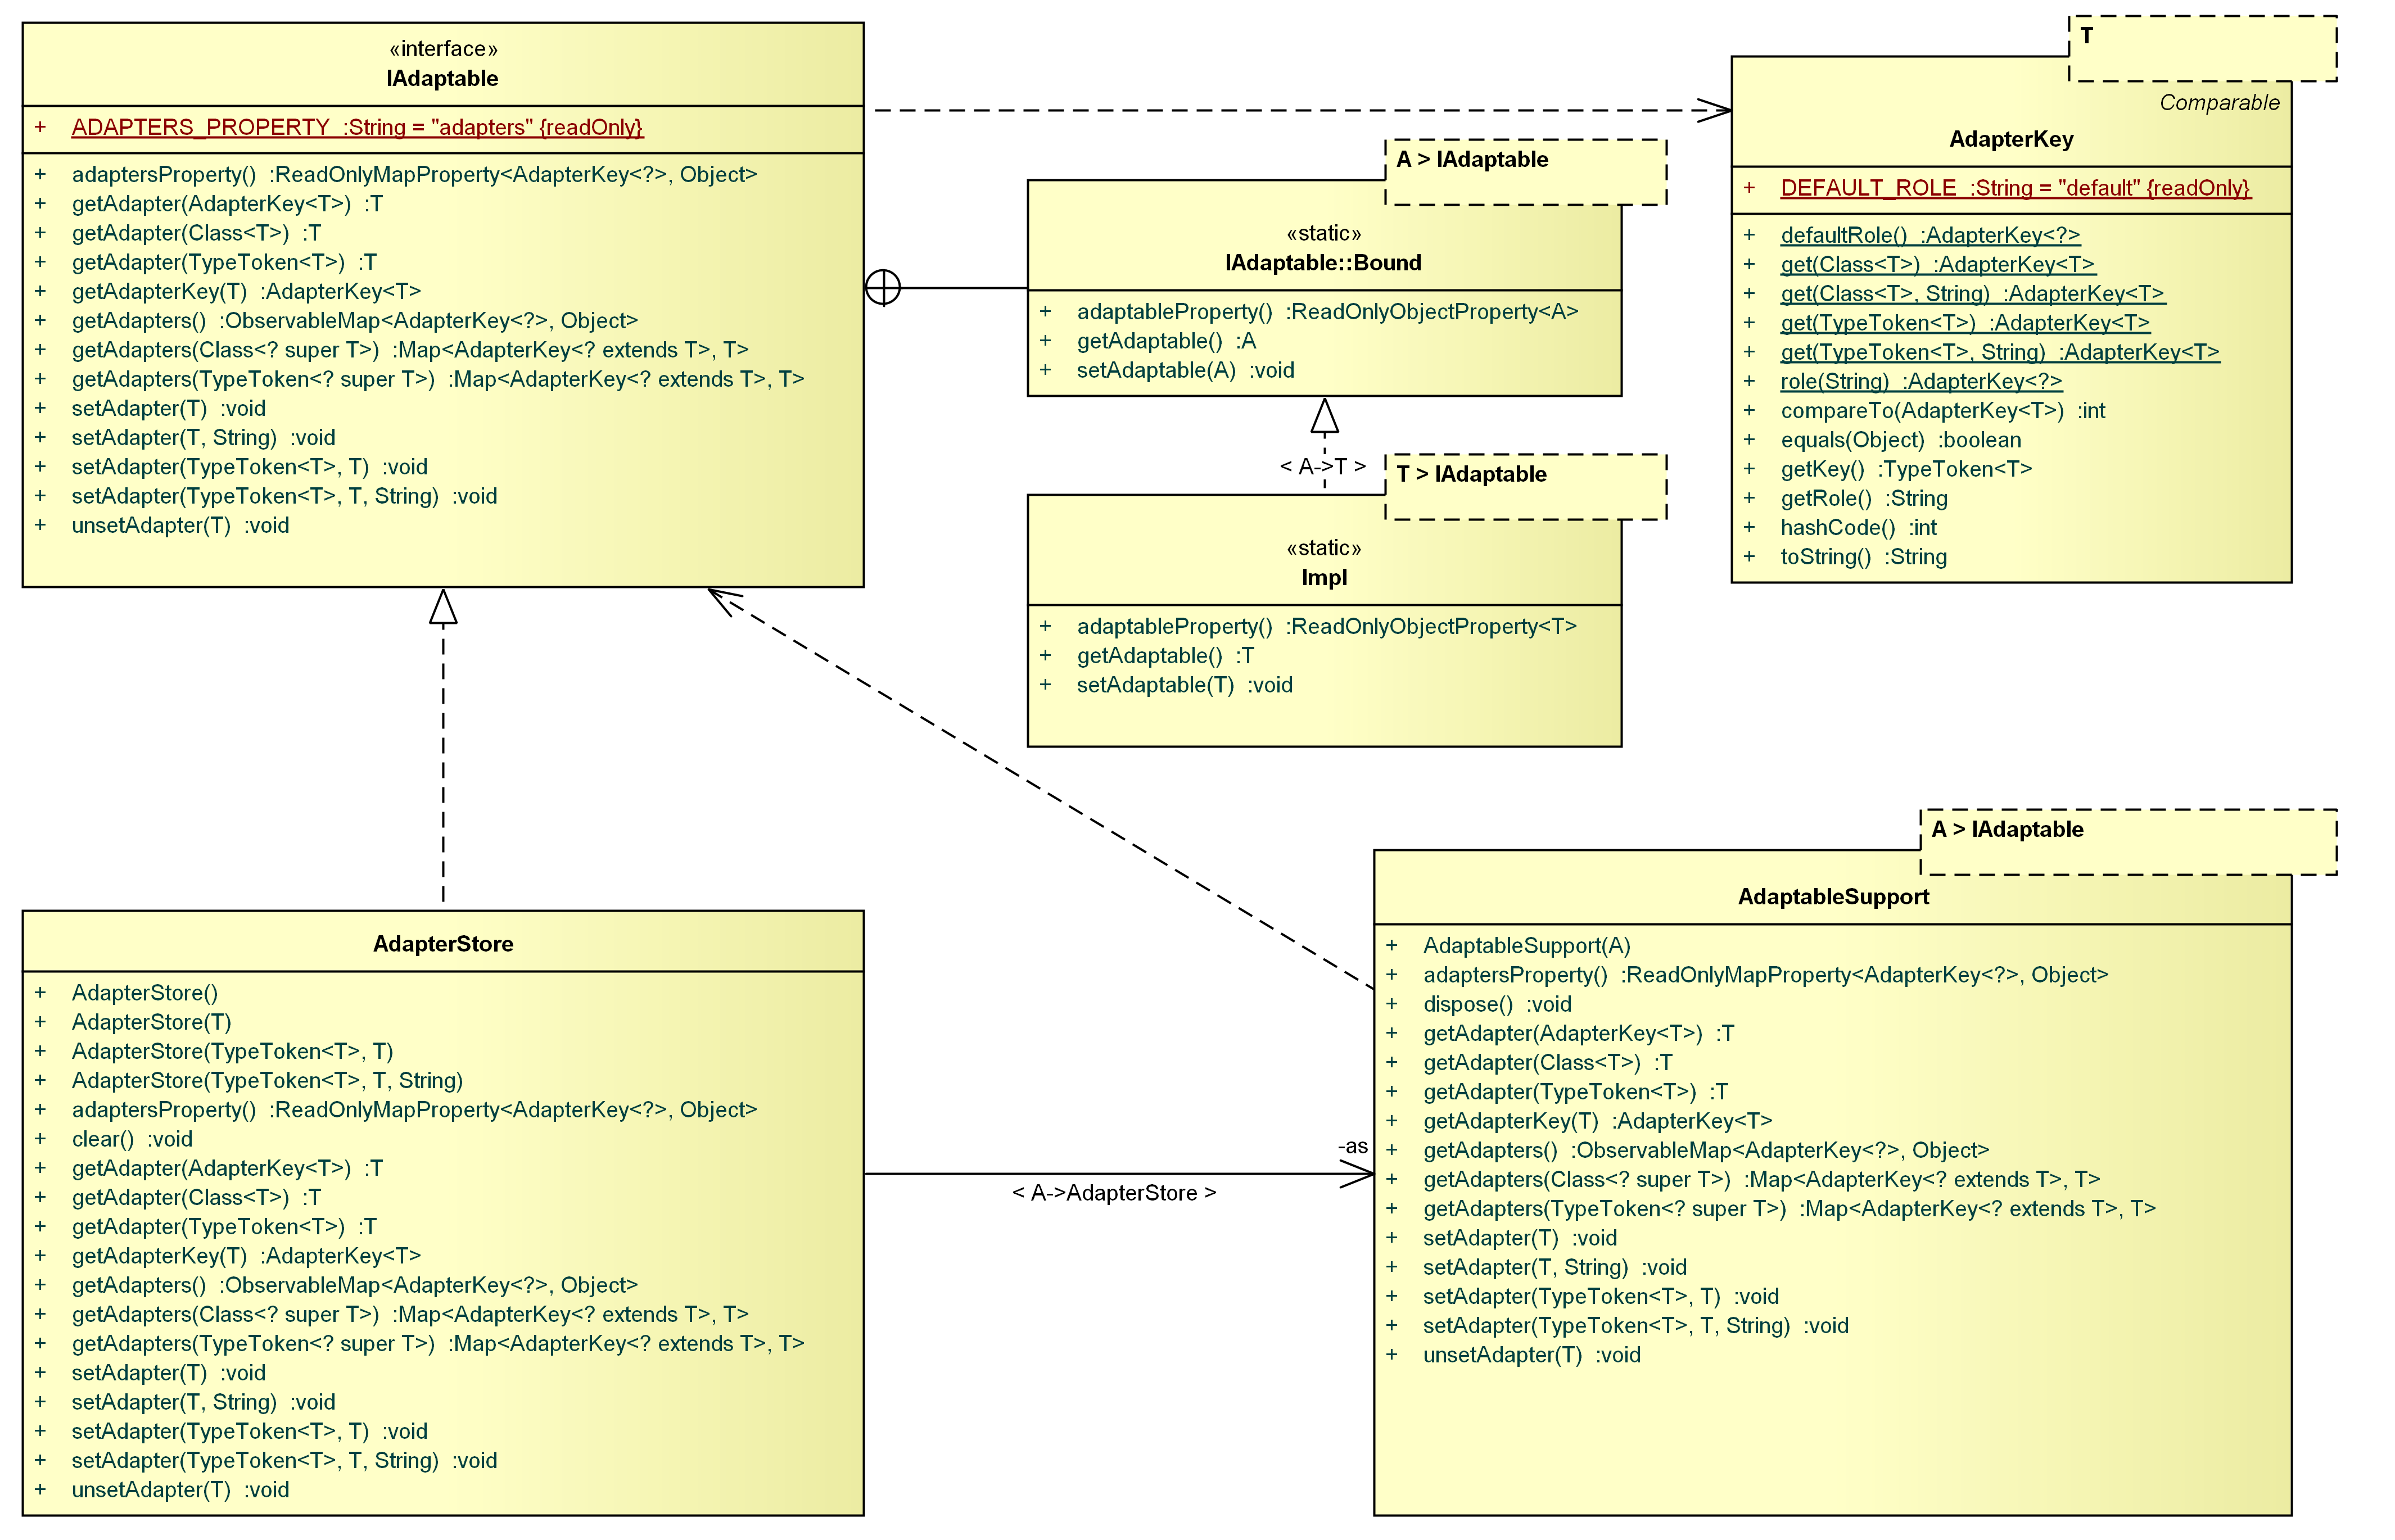 «interface»
IAdaptable
+ ADAPTERS_PROPERTY :String = "adapters" {readOnly}
+ adaptersProperty() :ReadOnlyMapProperty<AdapterKey<?>, Object>
+ getAdapter(AdapterKey<T>) :T
+ getAdapter(Class<T>) :T
+ getAdapter(TypeToken<T>) :T
+ getAdapterKey(T) :AdapterKey<T>
+ getAdapters() :ObservableMap<AdapterKey<?>, Object>
+ getAdapters(Class<? super T>) :Map<AdapterKey<? extends T>, T>
+ getAdapters(TypeToken<? super T>) :Map<AdapterKey<? extends T>, T>
+ setAdapter(T) :void
+ setAdapter(T, String) :void
+ setAdapter(TypeToken<T>, T) :void
+ setAdapter(TypeToken<T>, T, String) :void
+ unsetAdapter(T) :void
A > IAdaptable
«static»
IAdaptable::Bound
+ adaptableProperty() :ReadOnlyObjectProperty<A>
+ getAdaptable() :A
+ setAdaptable(A) :void
< A->T >
T > IAdaptable
«static»
Impl
+ adaptableProperty() :ReadOnlyObjectProperty<T>
+ getAdaptable() :T
+ setAdaptable(T) :void
T
Comparable
AdapterKey
+ DEFAULT_ROLE :String = "default" {readOnly}
+ defaultRole() :AdapterKey<?>
+ get(Class<T>) :AdapterKey<T>
+ get(Class<T>, String) :AdapterKey<T>
+ get(TypeToken<T>) :AdapterKey<T>
+ get(TypeToken<T>, String) :AdapterKey<T>
+ role(String) :AdapterKey<?>
+ compareTo(AdapterKey<T>) :int
+ equals(Object) :boolean
+ getKey() :TypeToken<T>
+ getRole() :String
+ hashCode() :int
+ toString() :String
AdapterStore
+ AdapterStore()
+ AdapterStore(T)
+ AdapterStore(TypeToken<T>, T)
+ AdapterStore(TypeToken<T>, T, String)
+ adaptersProperty() :ReadOnlyMapProperty<AdapterKey<?>, Object>
+ clear() :void
+ getAdapter(AdapterKey<T>) :T
+ getAdapter(Class<T>) :T
+ getAdapter(TypeToken<T>) :T
+ getAdapterKey(T) :AdapterKey<T>
+ getAdapters() :ObservableMap<AdapterKey<?>, Object>
+ getAdapters(Class<? super T>) :Map<AdapterKey<? extends T>, T>
+ getAdapters(TypeToken<? super T>) :Map<AdapterKey<? extends T>, T>
+ setAdapter(T) :void
+ setAdapter(T, String) :void
+ setAdapter(TypeToken<T>, T) :void
+ setAdapter(TypeToken<T>, T, String) :void
+ unsetAdapter(T) :void
-as
< A->AdapterStore >
A > IAdaptable
AdaptableSupport
+ AdaptableSupport(A)
+ adaptersProperty() :ReadOnlyMapProperty<AdapterKey<?>, Object>
+ dispose() :void
+ getAdapter(AdapterKey<T>) :T
+ getAdapter(Class<T>) :T
+ getAdapter(TypeToken<T>) :T
+ getAdapterKey(T) :AdapterKey<T>
+ getAdapters() :ObservableMap<AdapterKey<?>, Object>
+ getAdapters(Class<? super T>) :Map<AdapterKey<? extends T>, T>
+ getAdapters(TypeToken<? super T>) :Map<AdapterKey<? extends T>, T>
+ setAdapter(T) :void
+ setAdapter(T, String) :void
+ setAdapter(TypeToken<T>, T) :void
+ setAdapter(TypeToken<T>, T, String) :void
+ unsetAdapter(T) :void